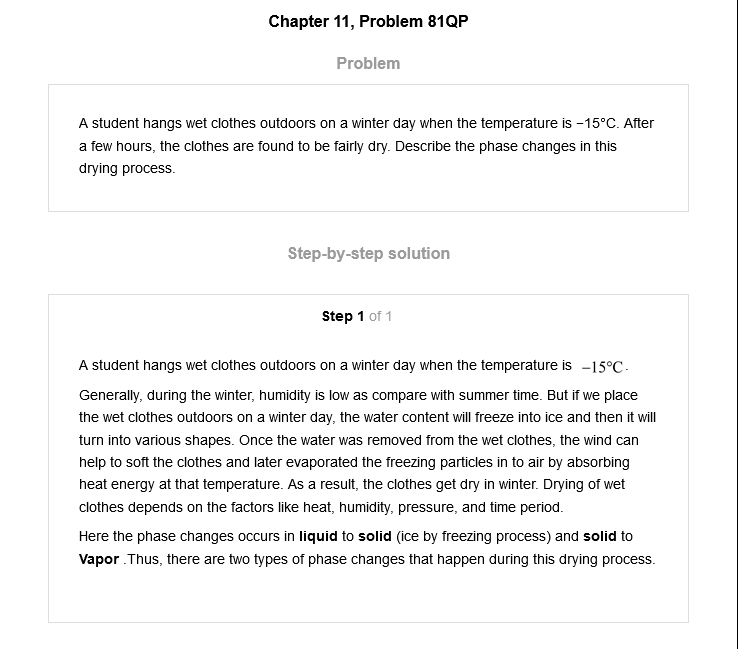 Chapter 11, Problem 81QP
Problem
A student hangs wet clothes outdoors on a winter day when the temperature is −15°C. After
a few hours, the clothes are found to be fairly dry. Describe the phase changes in this
drying process.
Step-by-step solution
Step 1 of 1
A student hangs wet clothes outdoors on a winter day when the temperature is −15°C.
Generally, during the winter, humidity is low as compare with summer time. But if we place
the wet clothes outdoors on a winter day, the water content will freeze into ice and then it will
turn into various shapes. Once the water was removed from the wet clothes, the wind can
help to soft the clothes and later evaporated the freezing particles in to air by absorbing
heat energy at that temperature. As a result, the clothes get dry in winter. Drying of wet
clothes depends on the factors like heat, humidity, pressure, and time period.
Here the phase changes occurs in liquid to solid (ice by freezing process) and solid to
Vapor .Thus, there are two types of phase changes that happen during this drying process.